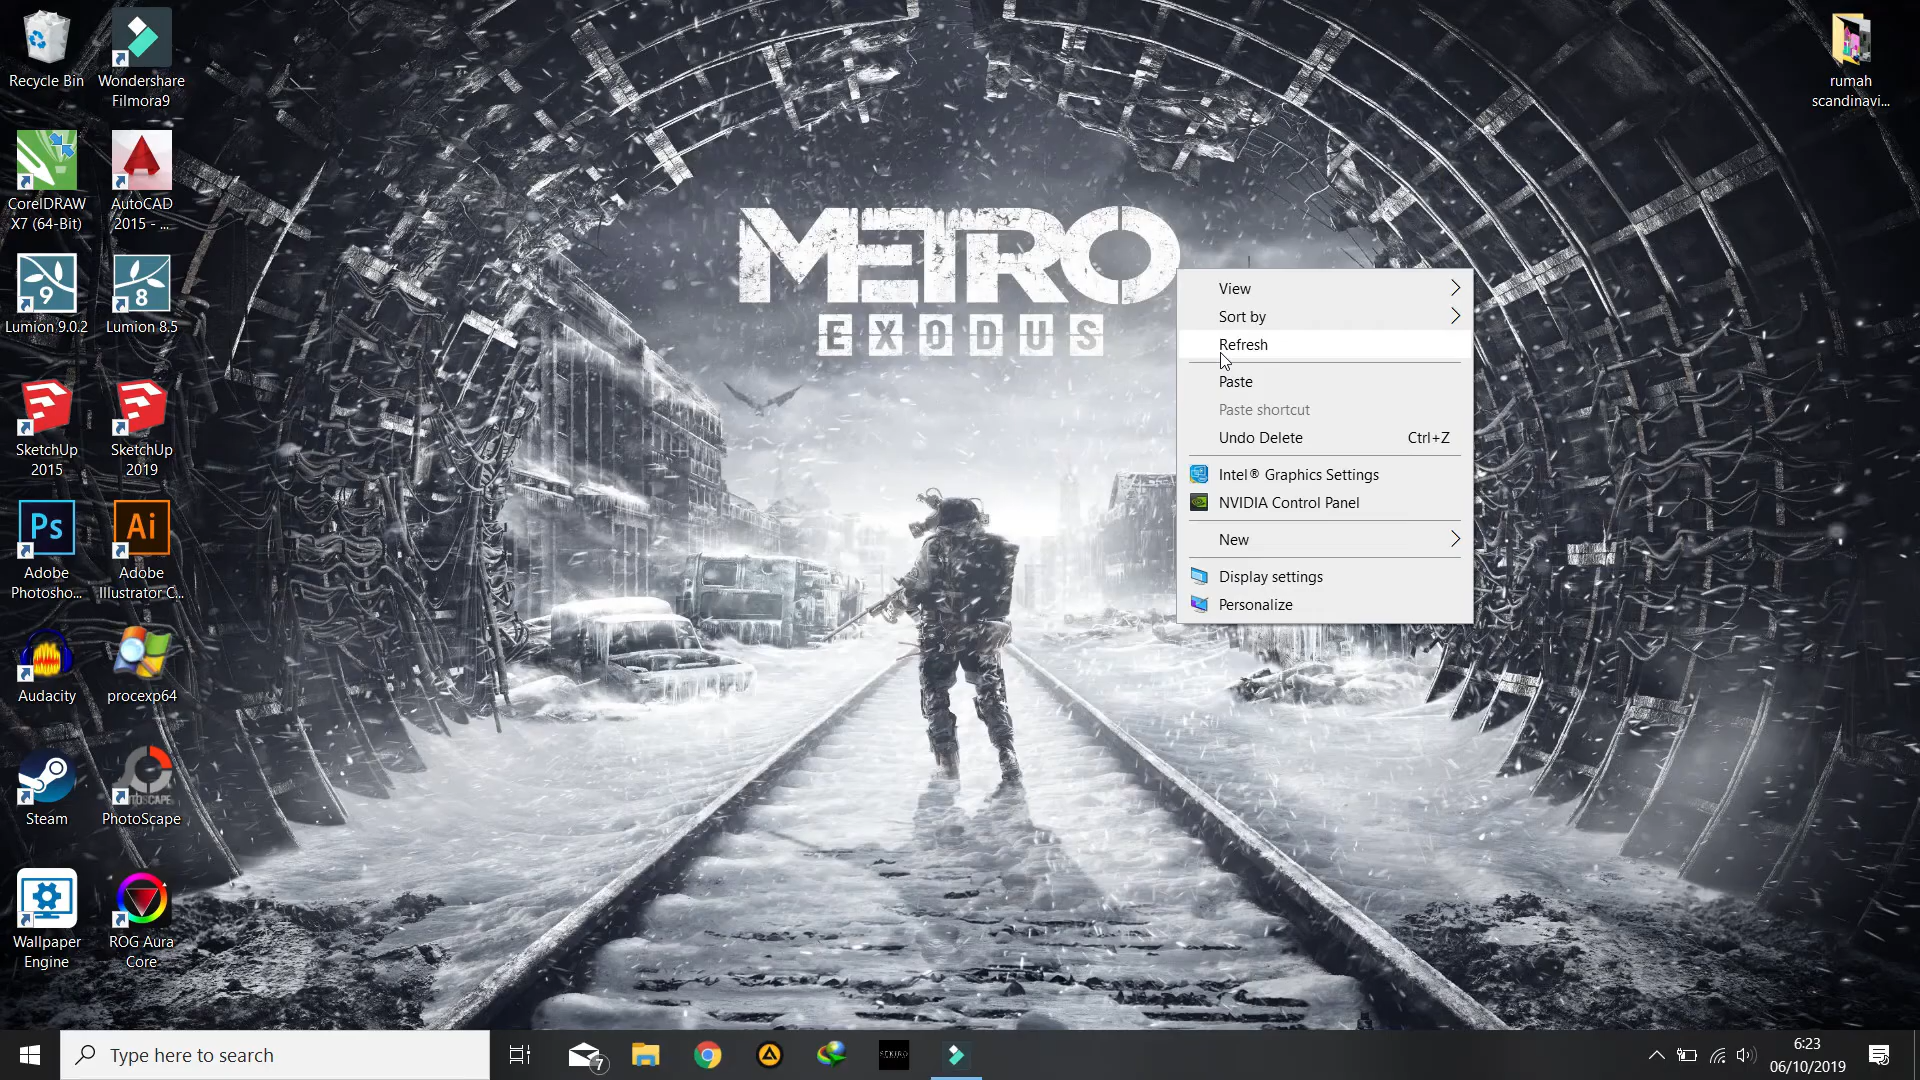 Recycle Bin
Wondershare
Filmora9
CorelDRAW
X7 (64-Bit)
AutoCAD
2015 - ...
9
Lumion 9.0.2
8
Lumion 8.5
SketchUp
2015
SketchUp
2019
Ps
Adobe
Photosho...
Ai
Adobe
Illustrator C...
Audacity
procexp64
Steam
PhotoScape
Wallpaper
Engine
ROG Aura
Core
METRO
EXODUS
rumah
scandinavi...
View
Sort by
Refresh
Paste
Paste shortcut
Undo Delete Ctrl+Z
Intel® Graphics Settings
NVIDIA Control Panel
New
Display settings
Personalize
Type here to search
7
SEKIRO
6:23
06/10/2019